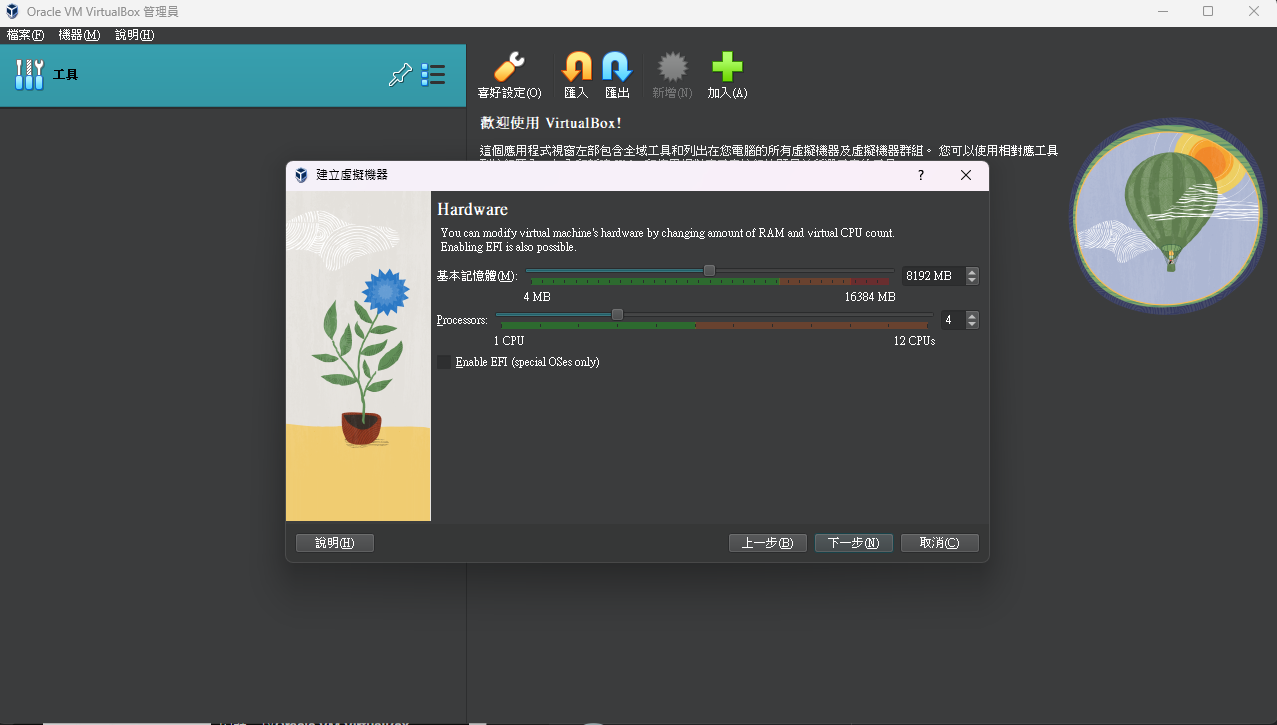 Oracle VM VirtualBox 管理員
檔案(F) 機器(M) 說明(H)
工具
喜好設定(O) 匯入 匯出 新增(N) 加入(A)
歡迎使用 VirtualBox!
這個應用程式視窗左部包含全域工具和列出在您電腦的所有虛擬機器及虛擬機器群組。 您可以使用相對應工具
建立虛擬機器
?
Hardware
You can modify virtual machine's hardware by changing amount of RAM and virtual CPU count.
Enabling EFI is also possible.
基本記憶體(M): 8192 MB
4 MB 16384 MB
Processors: 4
1 CPU 12 CPUs
Enable EFI (special OSes only)
說明(H) 上一步(B) 下一步(N) 取消(C)